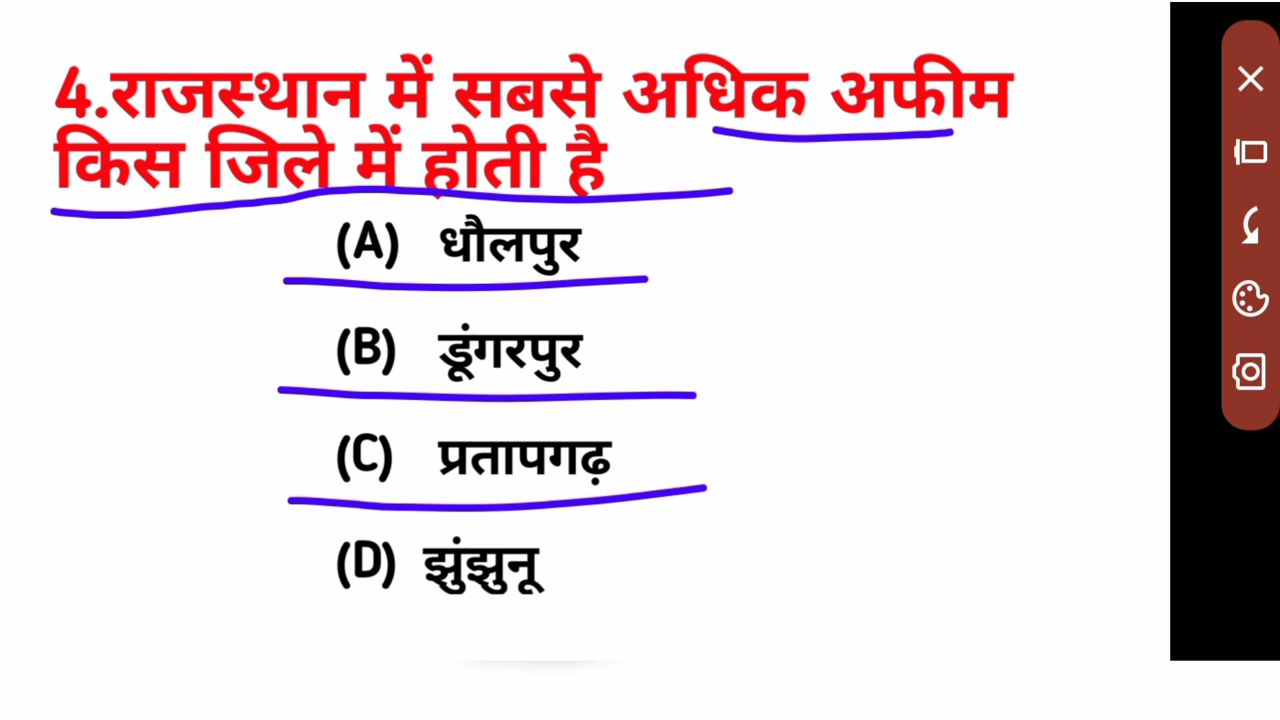 4.राजस्थान में सबसे अधिक अफीम
किस जिले में होती है
(A) धौलपुर
(B) डूंगरपुर
(C) प्रतापगढ़
(D) झुंझुनू